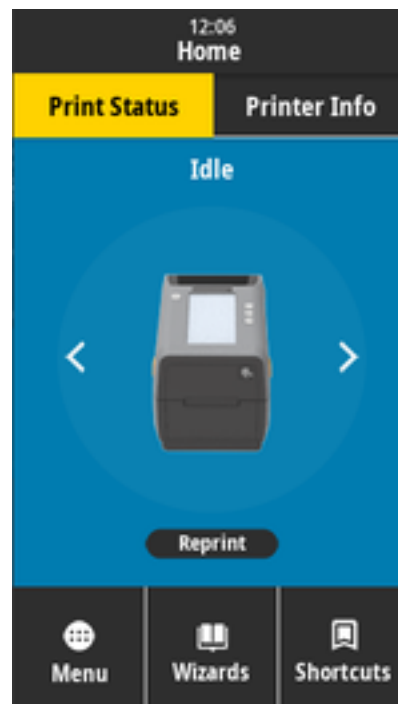 12:06
Home
Print Status Printer Info
Idle
Reprint
Menu Wizards Shortcuts